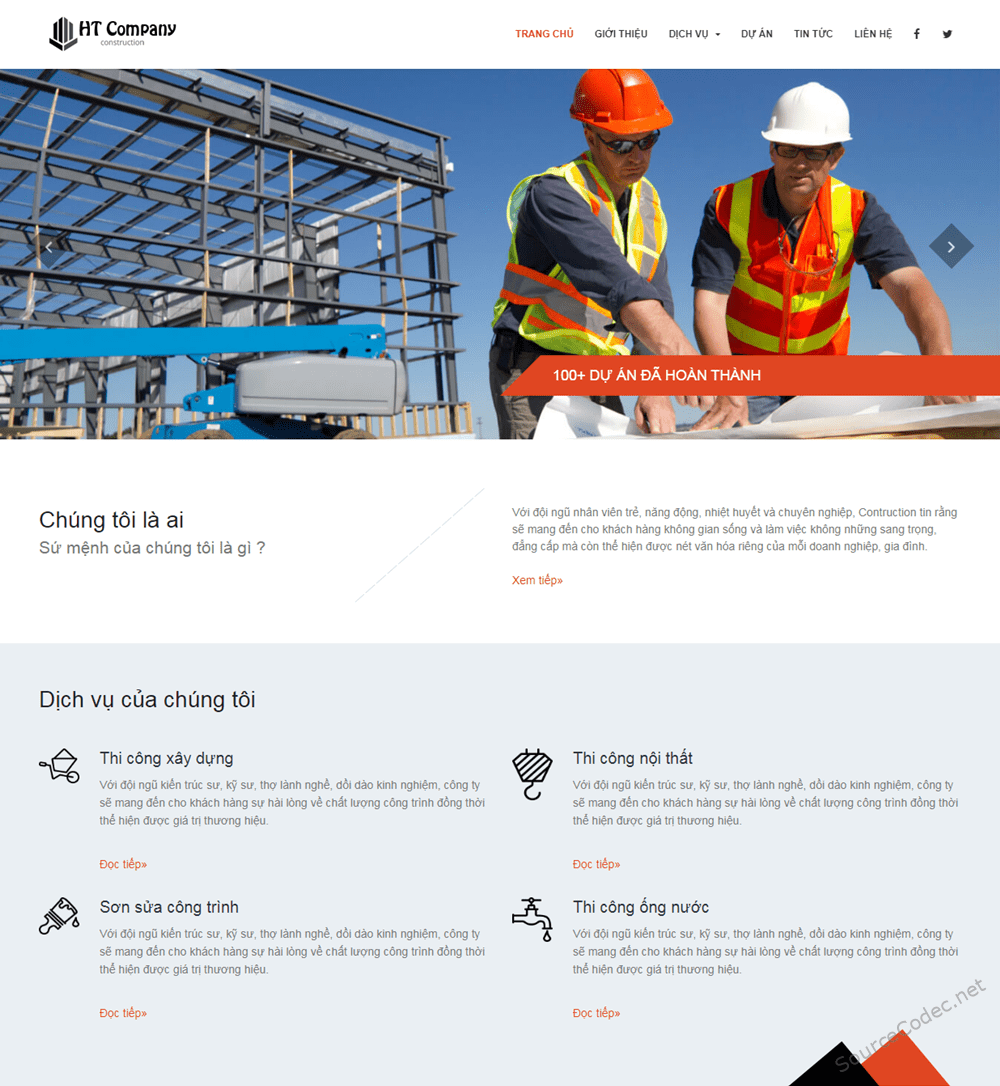 HT Company
construction
TRANG CHỦ GIỚI THIỆU DỊCH VỤ DỰ ÁN TIN TỨC LIÊN HỆ
100+ DỰ ÁN ĐÃ HOÀN THÀNH
Chúng tôi là ai
Sứ mệnh của chúng tôi là gì ?
Với đội ngũ nhân viên trẻ, năng động, nhiệt huyết và chuyên nghiệp, Contruction tin rằng
sẽ mang đến cho khách hàng không gian sống và làm việc không những sang trọng,
đẳng cấp mà còn thể hiện được nét văn hóa riêng của mỗi doanh nghiệp, gia đình.
Xem tiếp»
Dịch vụ của chúng tôi
Thi công xây dựng
Với đội ngũ kiến trúc sư, kỹ sư, thợ lành nghề, dồi dào kinh nghiệm, công ty
sẽ mang đến cho khách hàng sự hài lòng về chất lượng công trình đồng thời
thể hiện được giá trị thương hiệu.
Đọc tiếp»
Thi công nội thất
Với đội ngũ kiến trúc sư, kỹ sư, thợ lành nghề, dồi dào kinh nghiệm, công ty
sẽ mang đến cho khách hàng sự hài lòng về chất lượng công trình đồng thời
thể hiện được giá trị thương hiệu.
Đọc tiếp»
Sơn sửa công trình
Với đội ngũ kiến trúc sư, kỹ sư, thợ lành nghề, dồi dào kinh nghiệm, công ty
sẽ mang đến cho khách hàng sự hài lòng về chất lượng công trình đồng thời
thể hiện được giá trị thương hiệu.
Đọc tiếp»
Thi công ống nước
Với đội ngũ kiến trúc sư, kỹ sư, thợ lành nghề, dồi dào kinh nghiệm, công ty
sẽ mang đến cho khách hàng sự hài lòng về chất lượng công trình đồng thời
thể hiện được giá trị thương hiệu.
Đọc tiếp»
SourceCodec.net